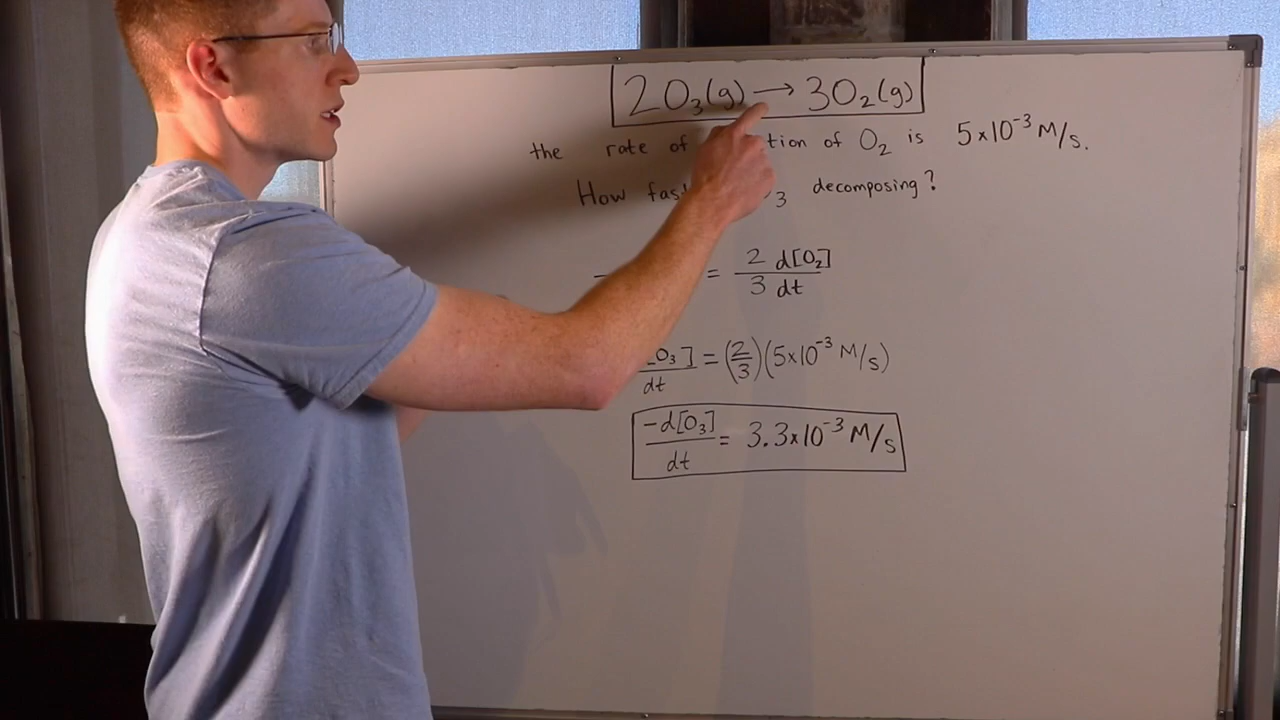 2O₃(g) → 3O₂(g)
the rate of tion of O₂ is 5×10⁻³ M/s.
How fas ₃ decomposing?
− = 2 d[O₂] / 3 dt
O₃] / dt = (2/3)(5×10⁻³ M/s)
−d[O₃] / dt = 3.3×10⁻³ M/s